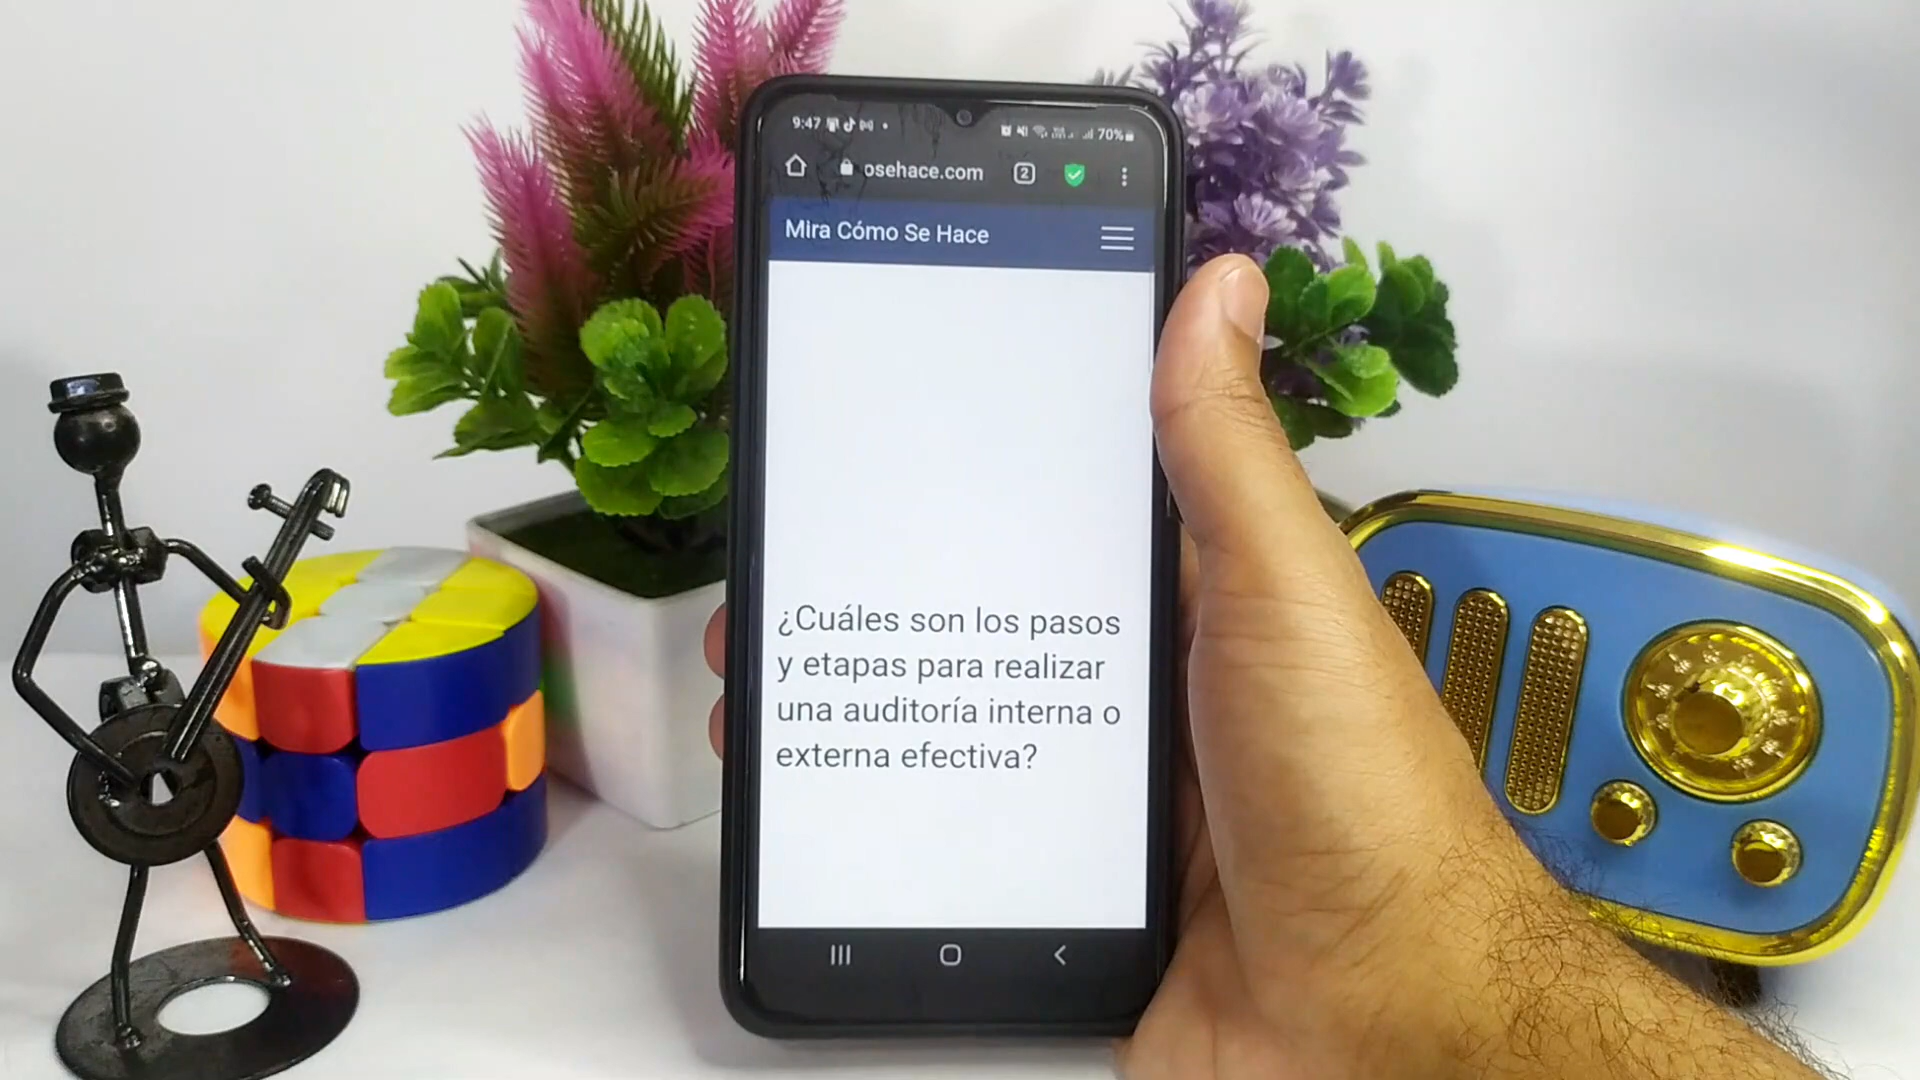 9:47
70%
osehace.com
2
Mira Cómo Se Hace
¿Cuáles son los pasos
y etapas para realizar
una auditoría interna o
externa efectiva?